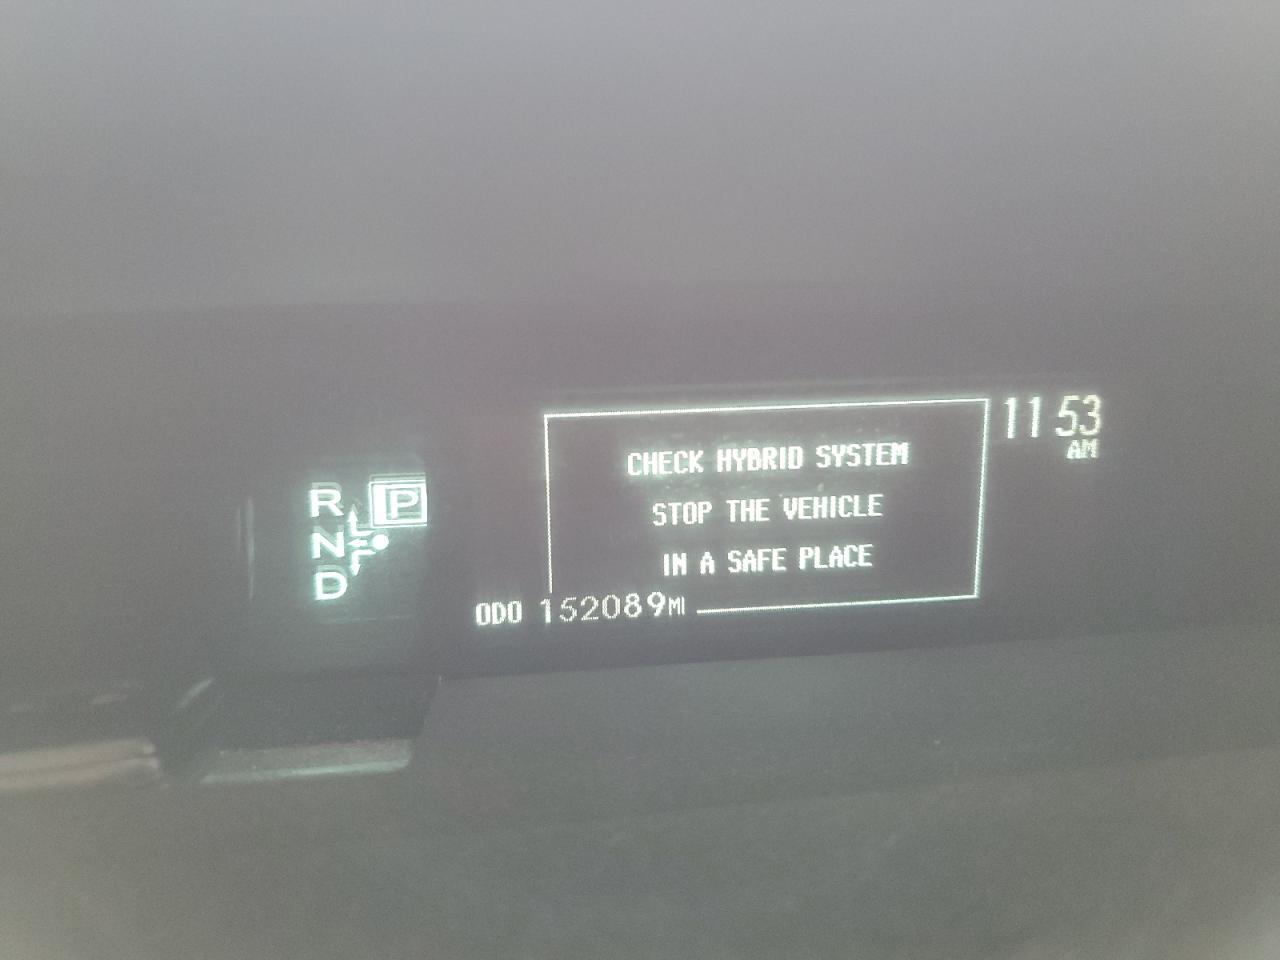 R P
N
D
CHECK HYBRID SYSTEM
STOP THE VEHICLE
IN A SAFE PLACE
11 53
AM
ODO 152089MI